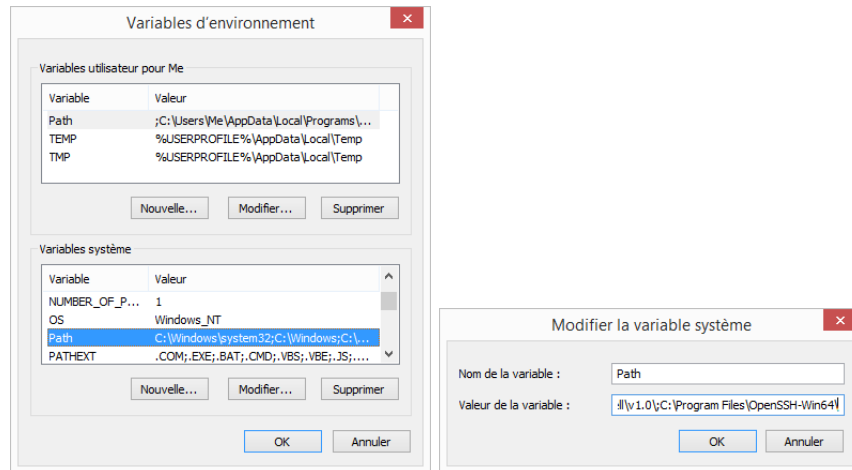 Variables d'environnement
Variables utilisateur pour Me
Variable Valeur
Path ;C:\Users\Me\AppData\Local\Programs\...
TEMP %USERPROFILE%\AppData\Local\Temp
TMP %USERPROFILE%\AppData\Local\Temp
Nouvelle... Modifier... Supprimer
Variables système
Variable Valeur
NUMBER_OF_P... 1
OS Windows_NT
Path C:\Windows\system32;C:\Windows;C:\...
PATHEXT .COM;.EXE;.BAT;.CMD;.VBS;.VBE;.JS;....
Nouvelle... Modifier... Supprimer
OK Annuler
Modifier la variable système
Nom de la variable : Path
Valeur de la variable : ll\v1.0\;C:\Program Files\OpenSSH-Win64\
OK Annuler